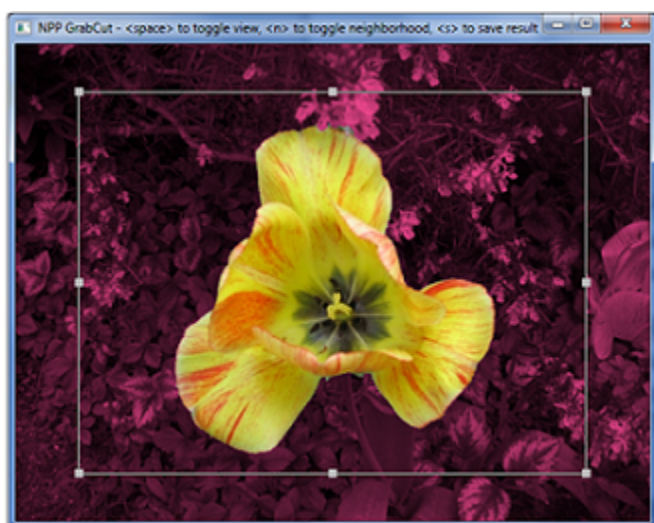 NPP GrabCut - <space> to toggle view, <n> to toggle neighborhood, <s> to save result